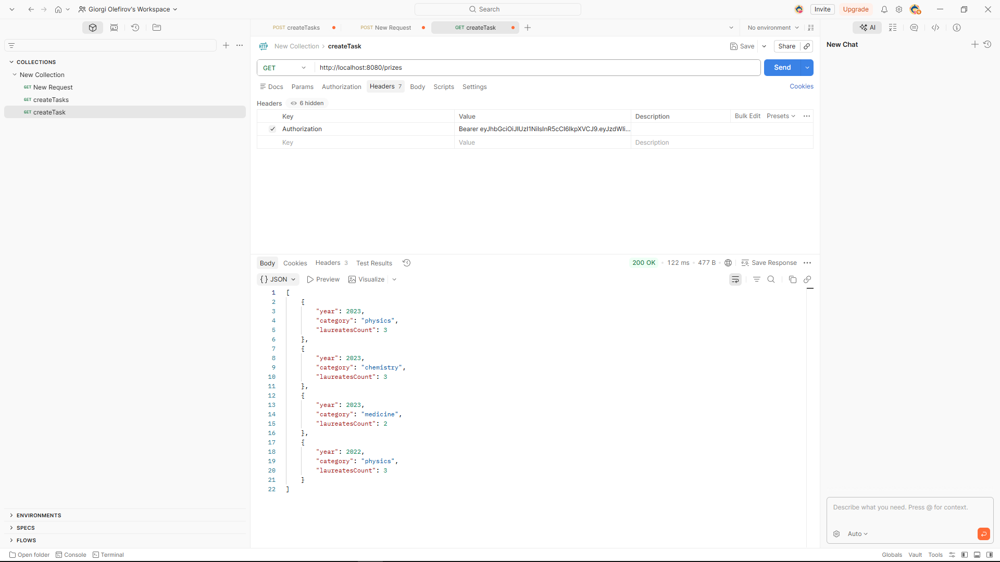 Giorgi Olefirov's Workspace
Search
Invite
Upgrade
POST createTasks
POST New Request
GET createTask
No environment
AI
New Chat
COLLECTIONS
New Collection
GET New Request
GET createTasks
GET createTask
HTTP
New Collection › createTask
Save
Share
GET
http://localhost:8080/prizes
Send
Docs
Params
Authorization
Headers 7
Body
Scripts
Settings
Cookies
Headers
6 hidden
Key
Value
Description
Bulk Edit
Presets
Authorization
Bearer eyJhbGciOiJIUzI1NiIsInR5cCI6IkpXVCJ9.eyJzdWIi...
Key
Value
Description
Body
Cookies
Headers 3
Test Results
200 OK
122 ms
477 B
e.g.
Save Response
{} JSON
Preview
Visualize
1 [
2 {
3 "year": 2023,
4 "category": "physics",
5 "laureatesCount": 3
6 },
7 {
8 "year": 2023,
9 "category": "chemistry",
10 "laureatesCount": 3
11 },
12 {
13 "year": 2023,
14 "category": "medicine",
15 "laureatesCount": 2
16 },
17 {
18 "year": 2022,
19 "category": "physics",
20 "laureatesCount": 3
21 }
22 ]
ENVIRONMENTS
SPECS
FLOWS
Describe what you need. Press @ for context.
Auto
Open folder
Console
Terminal
Globals
Vault
Tools